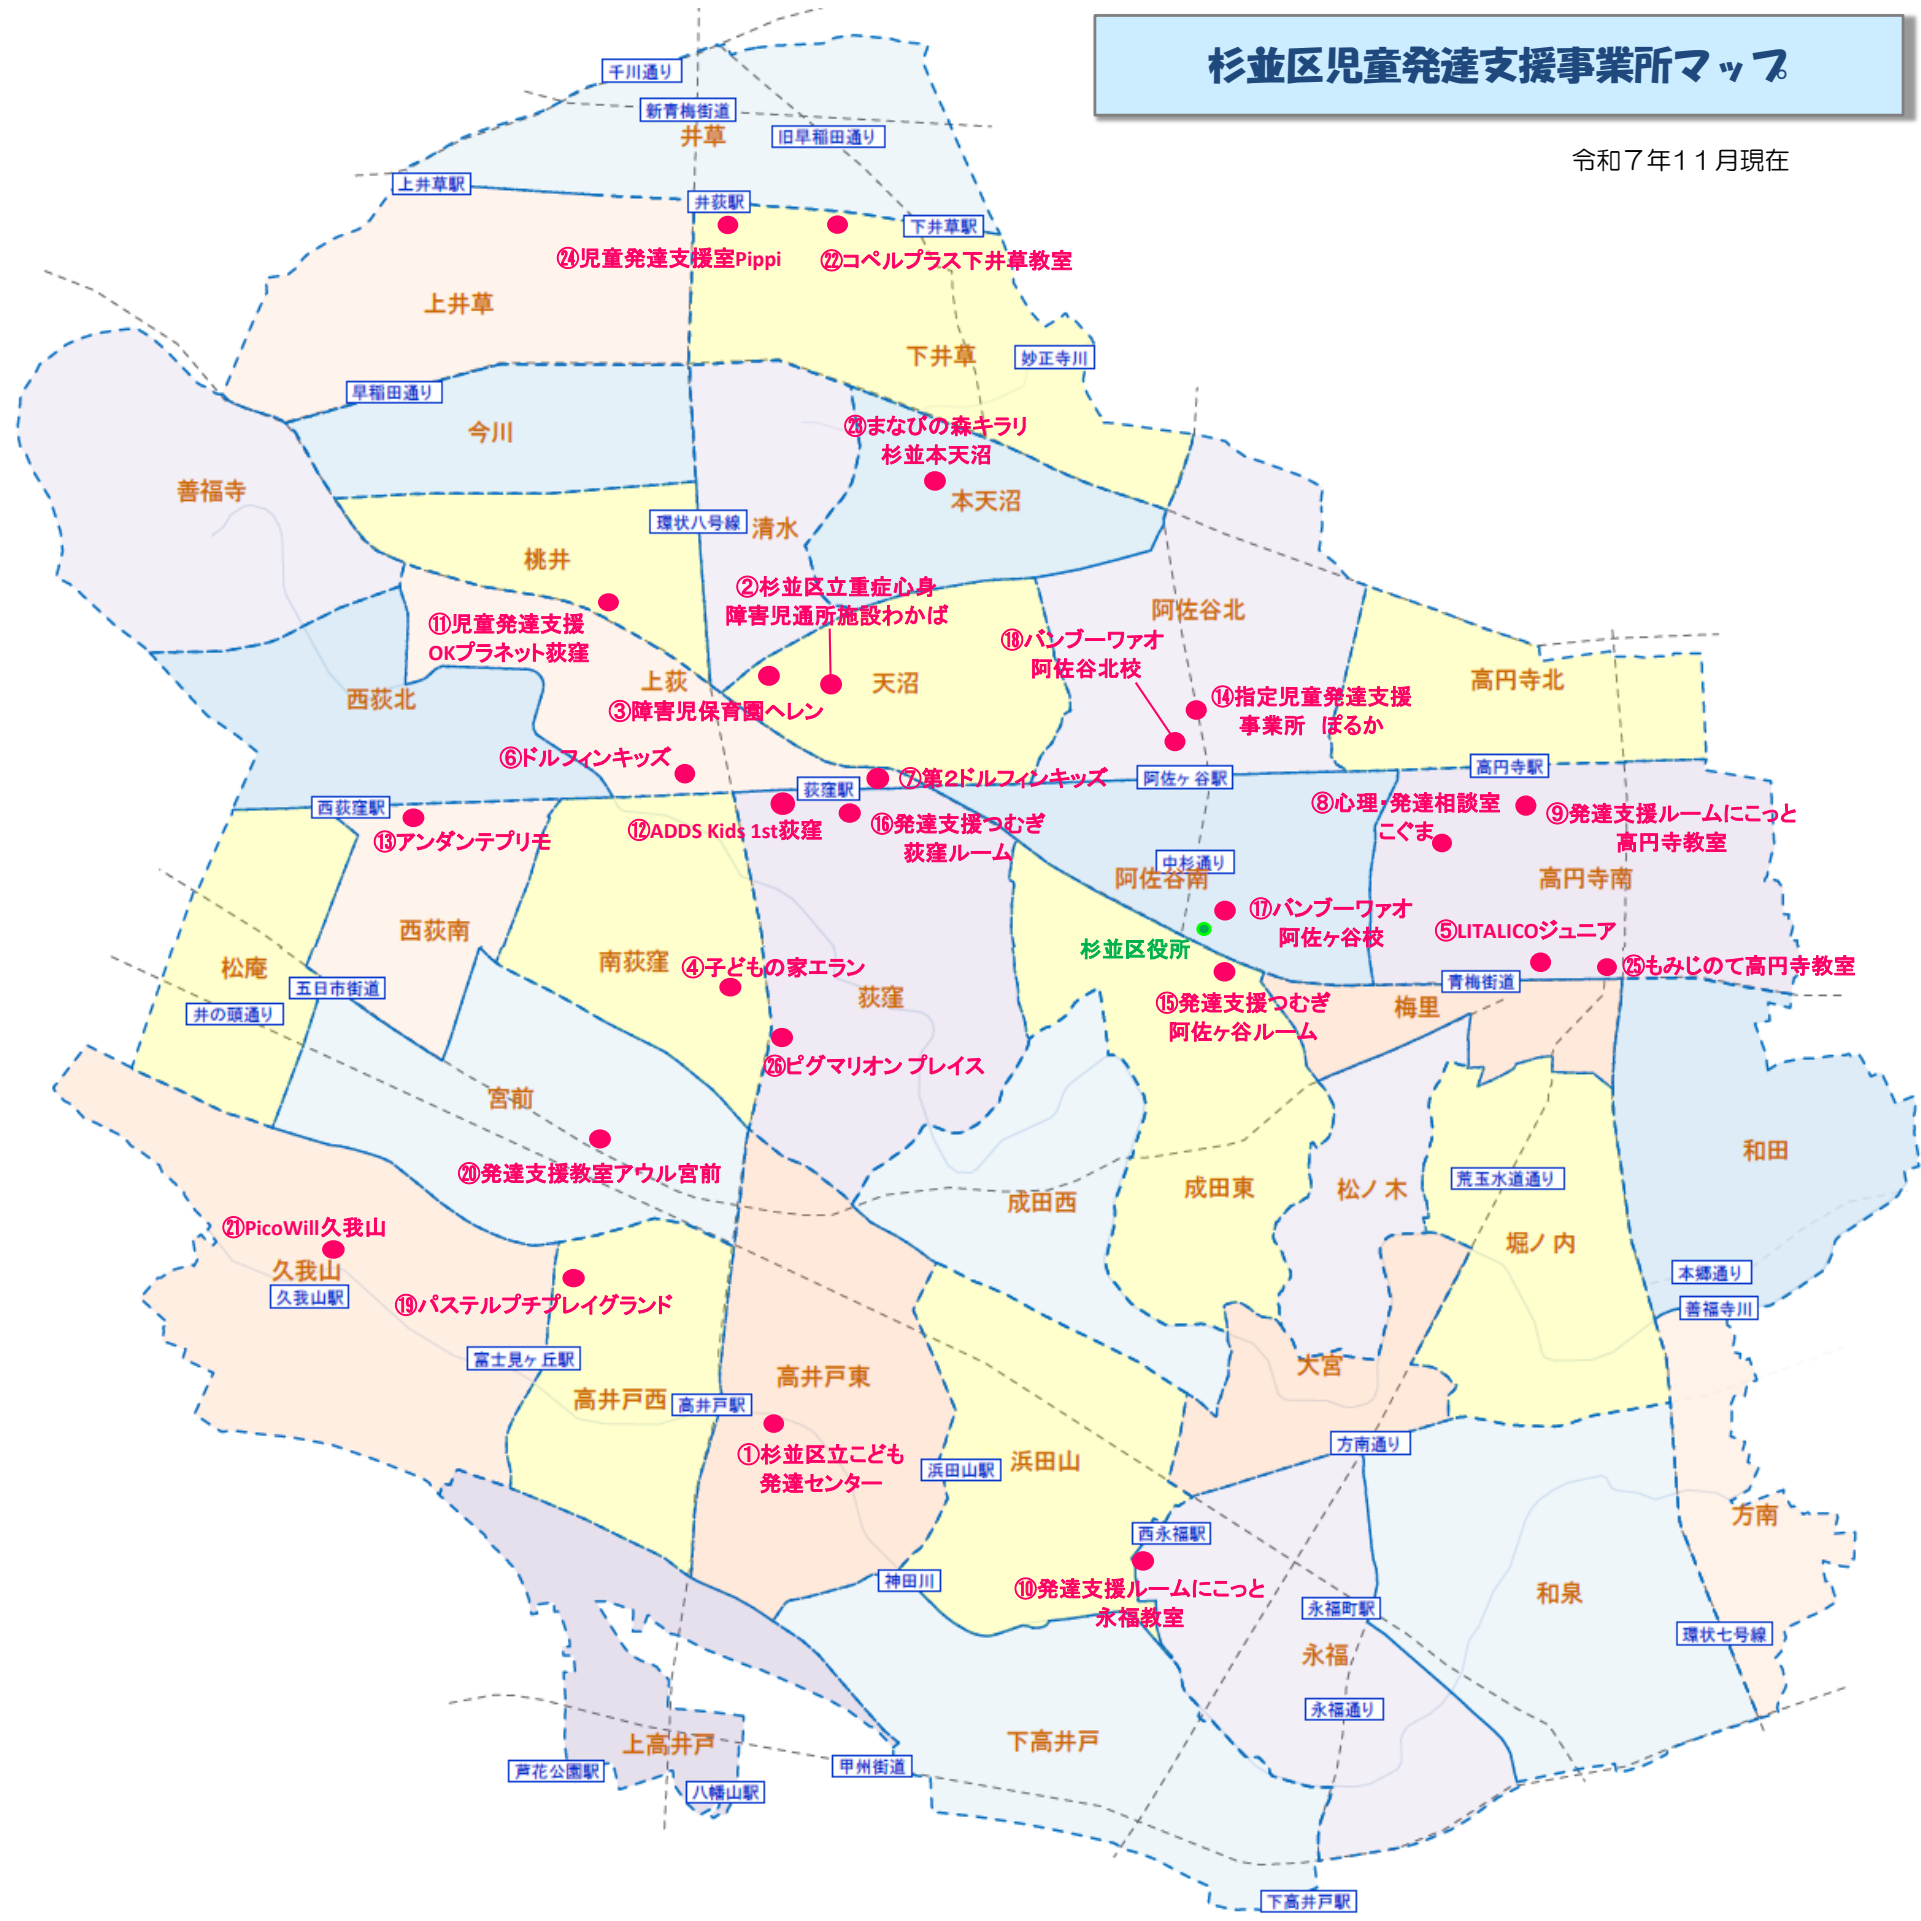 杉並区児童発達支援事業所マップ
令和７年１１月現在
千川通り
新青梅街道
井草
旧早稲田通り
上井草駅
井荻駅
下井草駅
㉔児童発達支援室Pippi
㉒コペルプラス下井草教室
上井草
下井草
妙正寺川
早稲田通り
今川
㉓まなびの森キラリ
杉並本天沼
善福寺
本天沼
環状八号線
清水
桃井
②杉並区立重症心身
障害児通所施設わかば
阿佐谷北
⑪児童発達支援
OKプラネット荻窪
⑱バンブーワァオ
阿佐谷北校
上荻
天沼
高円寺北
西荻北
③障害児保育園ヘレン
⑭指定児童発達支援
事業所　ぽるか
⑥ドルフィンキッズ
⑦第２ドルフィンキッズ
阿佐ヶ谷駅
高円寺駅
荻窪駅
西荻窪駅
⑬アンダンテプリモ
⑫ADDS Kids 1st荻窪
⑯発達支援つむぎ
荻窪ルーム
⑧心理・発達相談室
こぐま
⑨発達支援ルームにこっと
高円寺教室
中杉通り
阿佐谷南
高円寺南
⑰バンブーワァオ
阿佐ヶ谷校
⑤LITALICOジュニア
西荻南
杉並区役所
松庵
南荻窪
④子どもの家エラン
㉕もみじのて高円寺教室
五日市街道
荻窪
青梅街道
井の頭通り
⑮発達支援つむぎ
阿佐ヶ谷ルーム
梅里
㉖ピグマリオン プレイス
宮前
和田
⑳発達支援教室アウル宮前
成田西
成田東
松ノ木
荒玉水道通り
㉑PicoWill久我山
堀ノ内
久我山
久我山駅
本郷通り
⑲パステルプチプレイグランド
善福寺川
富士見ヶ丘駅
高井戸東
大宮
高井戸西
高井戸駅
①杉並区立こども
発達センター
方南通り
浜田山駅
浜田山
方南
西永福駅
神田川
⑩発達支援ルームにこっと
永福教室
和泉
永福町駅
環状七号線
永福
永福通り
上高井戸
下高井戸
芦花公園駅
甲州街道
八幡山駅
下高井戸駅